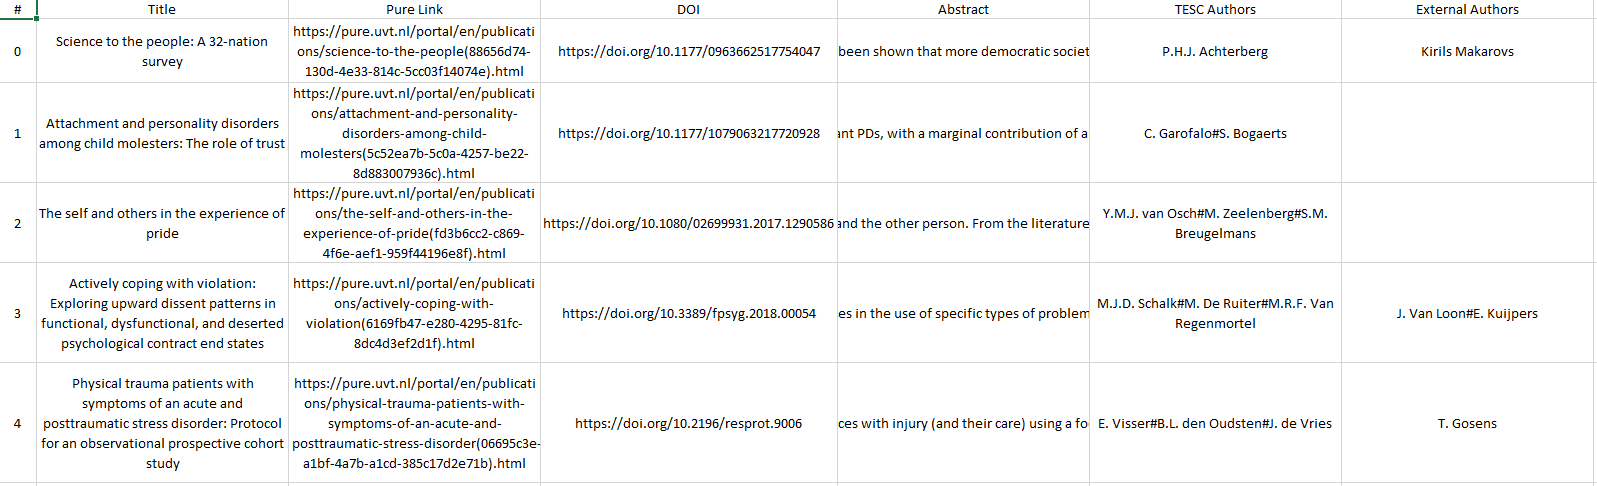 # Title Pure Link DOI Abstract TESC Authors External Authors
0
Science to the people: A 32-nation
survey
https://pure.uvt.nl/portal/en/publicati
ons/science-to-the-people(88656d74-
130d-4e33-814c-5cc03f14074e).html
https://doi.org/10.1177/0963662517754047
been shown that more democratic societ
P.H.J. Achterberg
Kirils Makarovs
1
Attachment and personality disorders
among child molesters: The role of trust
https://pure.uvt.nl/portal/en/publicati
ons/attachment-and-personality-
disorders-among-child-
molesters(5c52ea7b-5c0a-4257-be22-
8d883007936c).html
https://doi.org/10.1177/1079063217720928
ant PDs, with a marginal contribution of a
C. Garofalo#S. Bogaerts
2
The self and others in the experience of
pride
https://pure.uvt.nl/portal/en/publicati
ons/the-self-and-others-in-the-
experience-of-pride(fd3b6cc2-c869-
4f6e-aef1-959f44196e8f).html
https://doi.org/10.1080/02699931.2017.1290586
and the other person. From the literature
Y.M.J. van Osch#M. Zeelenberg#S.M.
Breugelmans
3
Actively coping with violation:
Exploring upward dissent patterns in
functional, dysfunctional, and deserted
psychological contract end states
https://pure.uvt.nl/portal/en/publicati
ons/actively-coping-with-
violation(6169fb47-e280-4295-81fc-
8dc4d3ef2d1f).html
https://doi.org/10.3389/fpsyg.2018.00054
es in the use of specific types of problem
M.J.D. Schalk#M. De Ruiter#M.R.F. Van
Regenmortel
J. Van Loon#E. Kuijpers
4
Physical trauma patients with
symptoms of an acute and
posttraumatic stress disorder: Protocol
for an observational prospective cohort
study
https://pure.uvt.nl/portal/en/publicati
ons/physical-trauma-patients-with-
symptoms-of-an-acute-and-
posttraumatic-stress-disorder(06695c3e-
a1bf-4a7b-a1cd-385c17d2e71b).html
https://doi.org/10.2196/resprot.9006
ces with injury (and their care) using a fo
E. Visser#B.L. den Oudsten#J. de Vries
T. Gosens